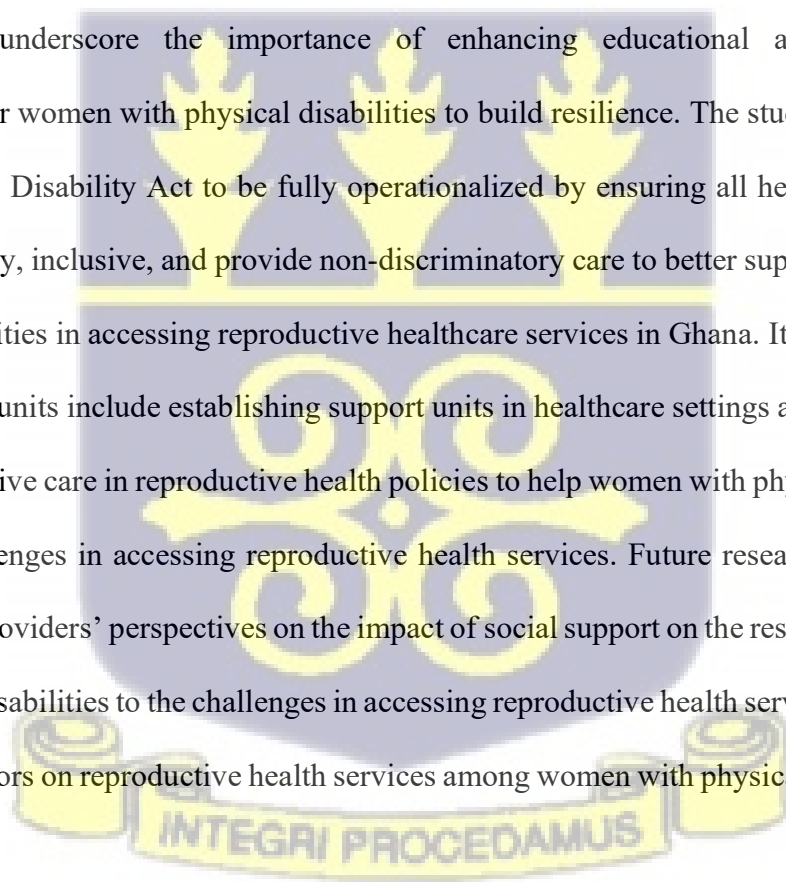 underscore the importance of enhancing educational a
r women with physical disabilities to build resilience. The stu
Disability Act to be fully operationalized by ensuring all he
y, inclusive, and provide non-discriminatory care to better sup
ities in accessing reproductive healthcare services in Ghana. It
units include establishing support units in healthcare settings a
ive care in reproductive health policies to help women with phy
enges in accessing reproductive health services. Future resea
oviders’ perspectives on the impact of social support on the res
sabilities to the challenges in accessing reproductive health serv
ors on reproductive health services among women with physica
INTEGRI PROCEDAMUS